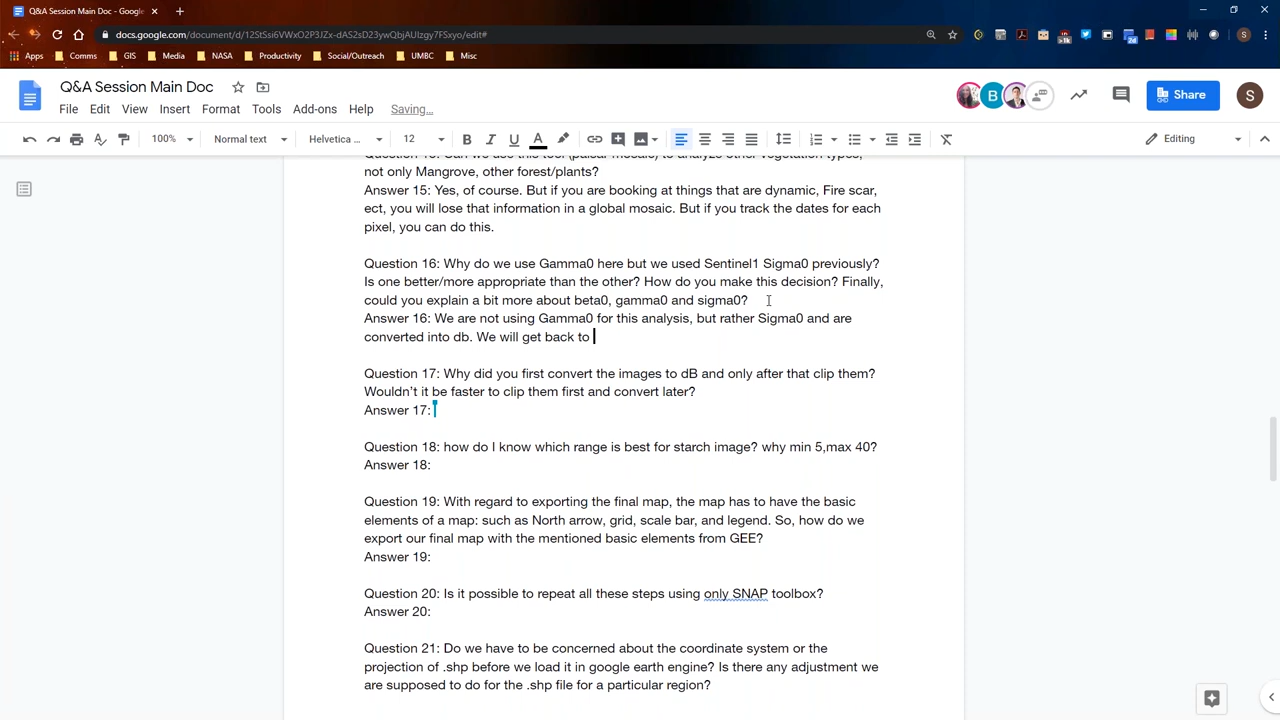 Q&A Session Main Doc - Google
docs.google.com/document/d/12StSsi6VWxO2P3JZx-dAS2sD23ywQbjAUIzgy7FSxyo/edit#
Apps Comms GIS Media NASA Productivity Social/Outreach UMBC Misc
Q&A Session Main Doc
File Edit View Insert Format Tools Add-ons Help Saving...
B Share S
100% Normal text Helvetica ... 12 B I U A Editing
not only Mangrove, other forest/plants?
Answer 15: Yes, of course. But if you are booking at things that are dynamic, Fire scar,
ect, you will lose that information in a global mosaic. But if you track the dates for each
pixel, you can do this.
Question 16: Why do we use Gamma0 here but we used Sentinel1 Sigma0 previously?
Is one better/more appropriate than the other? How do you make this decision? Finally,
could you explain a bit more about beta0, gamma0 and sigma0?
Answer 16: We are not using Gamma0 for this analysis, but rather Sigma0 and are
converted into db. We will get back to
Question 17: Why did you first convert the images to dB and only after that clip them?
Wouldn't it be faster to clip them first and convert later?
Answer 17:
Question 18: how do I know which range is best for starch image? why min 5,max 40?
Answer 18:
Question 19: With regard to exporting the final map, the map has to have the basic
elements of a map: such as North arrow, grid, scale bar, and legend. So, how do we
export our final map with the mentioned basic elements from GEE?
Answer 19:
Question 20: Is it possible to repeat all these steps using only SNAP toolbox?
Answer 20:
Question 21: Do we have to be concerned about the coordinate system or the
projection of .shp before we load it in google earth engine? Is there any adjustment we
are supposed to do for the .shp file for a particular region?